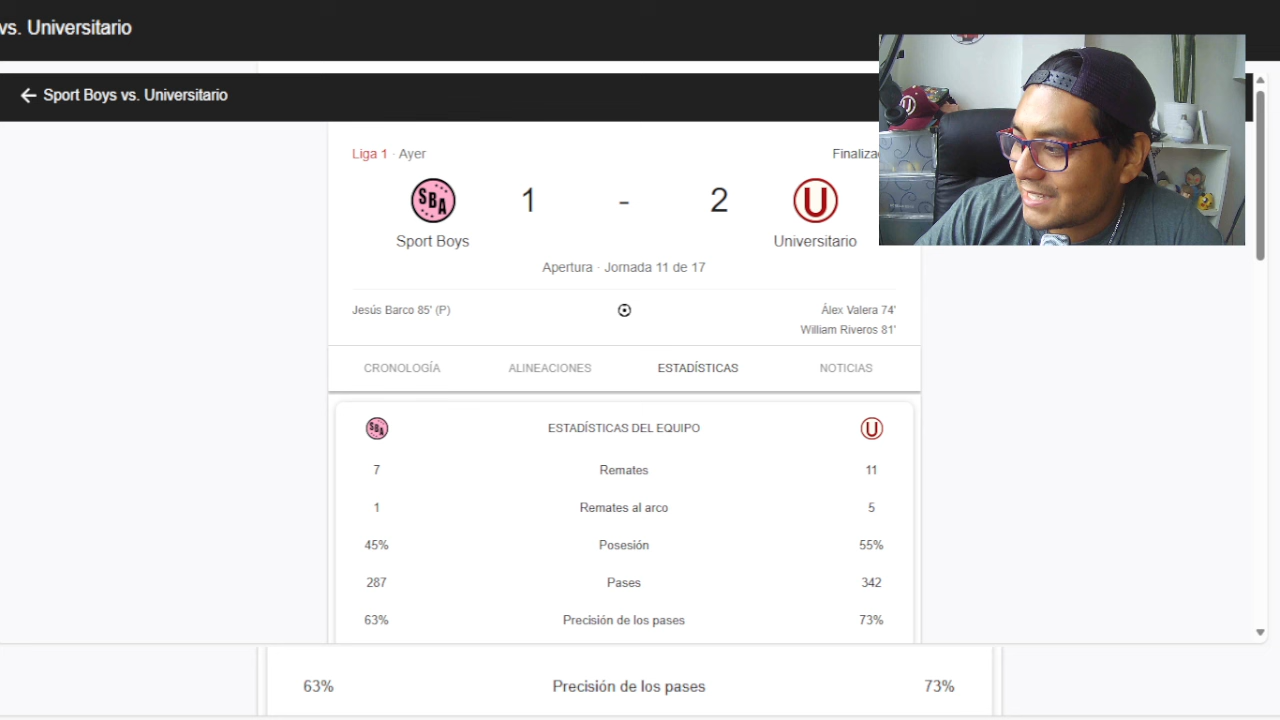 vs. Universitario
Sport Boys vs. Universitario
Liga 1 · Ayer
Finaliza
SBA 1 - 2 U
Sport Boys Universitario
Apertura · Jornada 11 de 17
Jesús Barco 85' (P) Álex Valera 74'
William Riveros 81'
CRONOLOGÍA ALINEACIONES ESTADÍSTICAS NOTICIAS
SBA ESTADÍSTICAS DEL EQUIPO U
7 Remates 11
1 Remates al arco 5
45% Posesión 55%
287 Pases 342
63% Precisión de los pases 73%
63% Precisión de los pases 73%
U